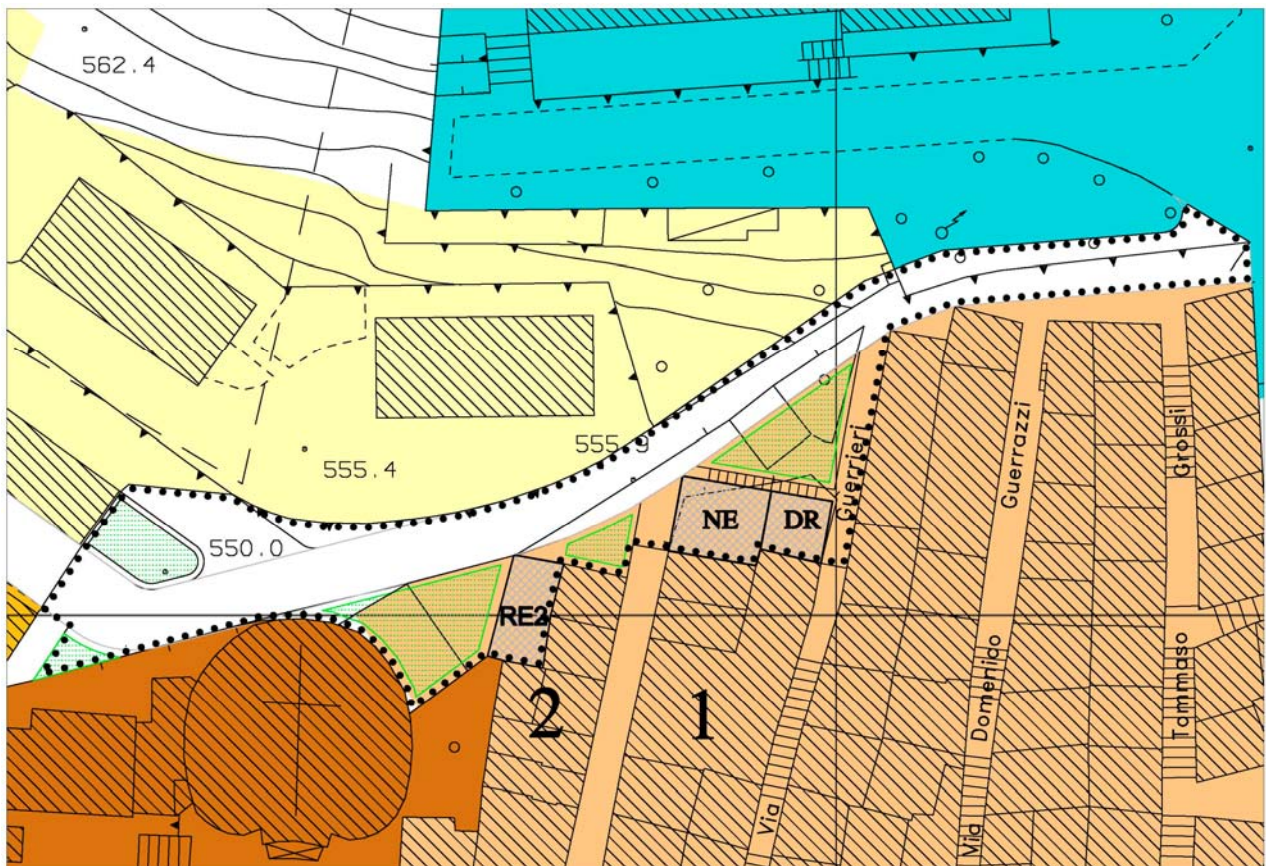 562.4
555.9
555.4
550.0
NE
DR
RE2
2
1
Via Guerrieri
Mia Domenico Guerrazzi
Tommaso Grossi